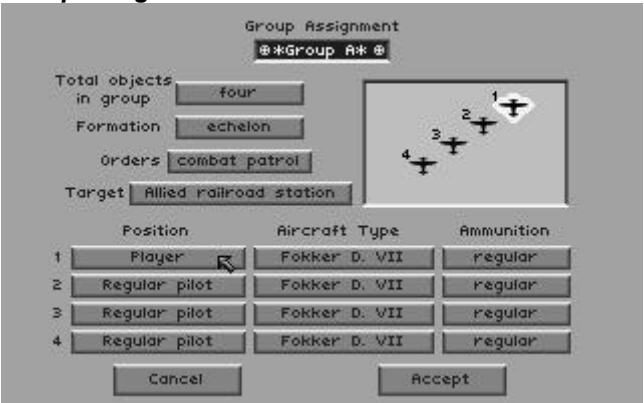 Group Assignment
*Group A*
Total objects in group four
Formation echelon
Orders combat patrol
Target Allied railroad station
1
2
3
4
Position Aircraft Type Ammunition
1 Player Fokker D. VII regular
2 Regular pilot Fokker D. VII regular
3 Regular pilot Fokker D. VII regular
4 Regular pilot Fokker D. VII regular
Cancel Accept